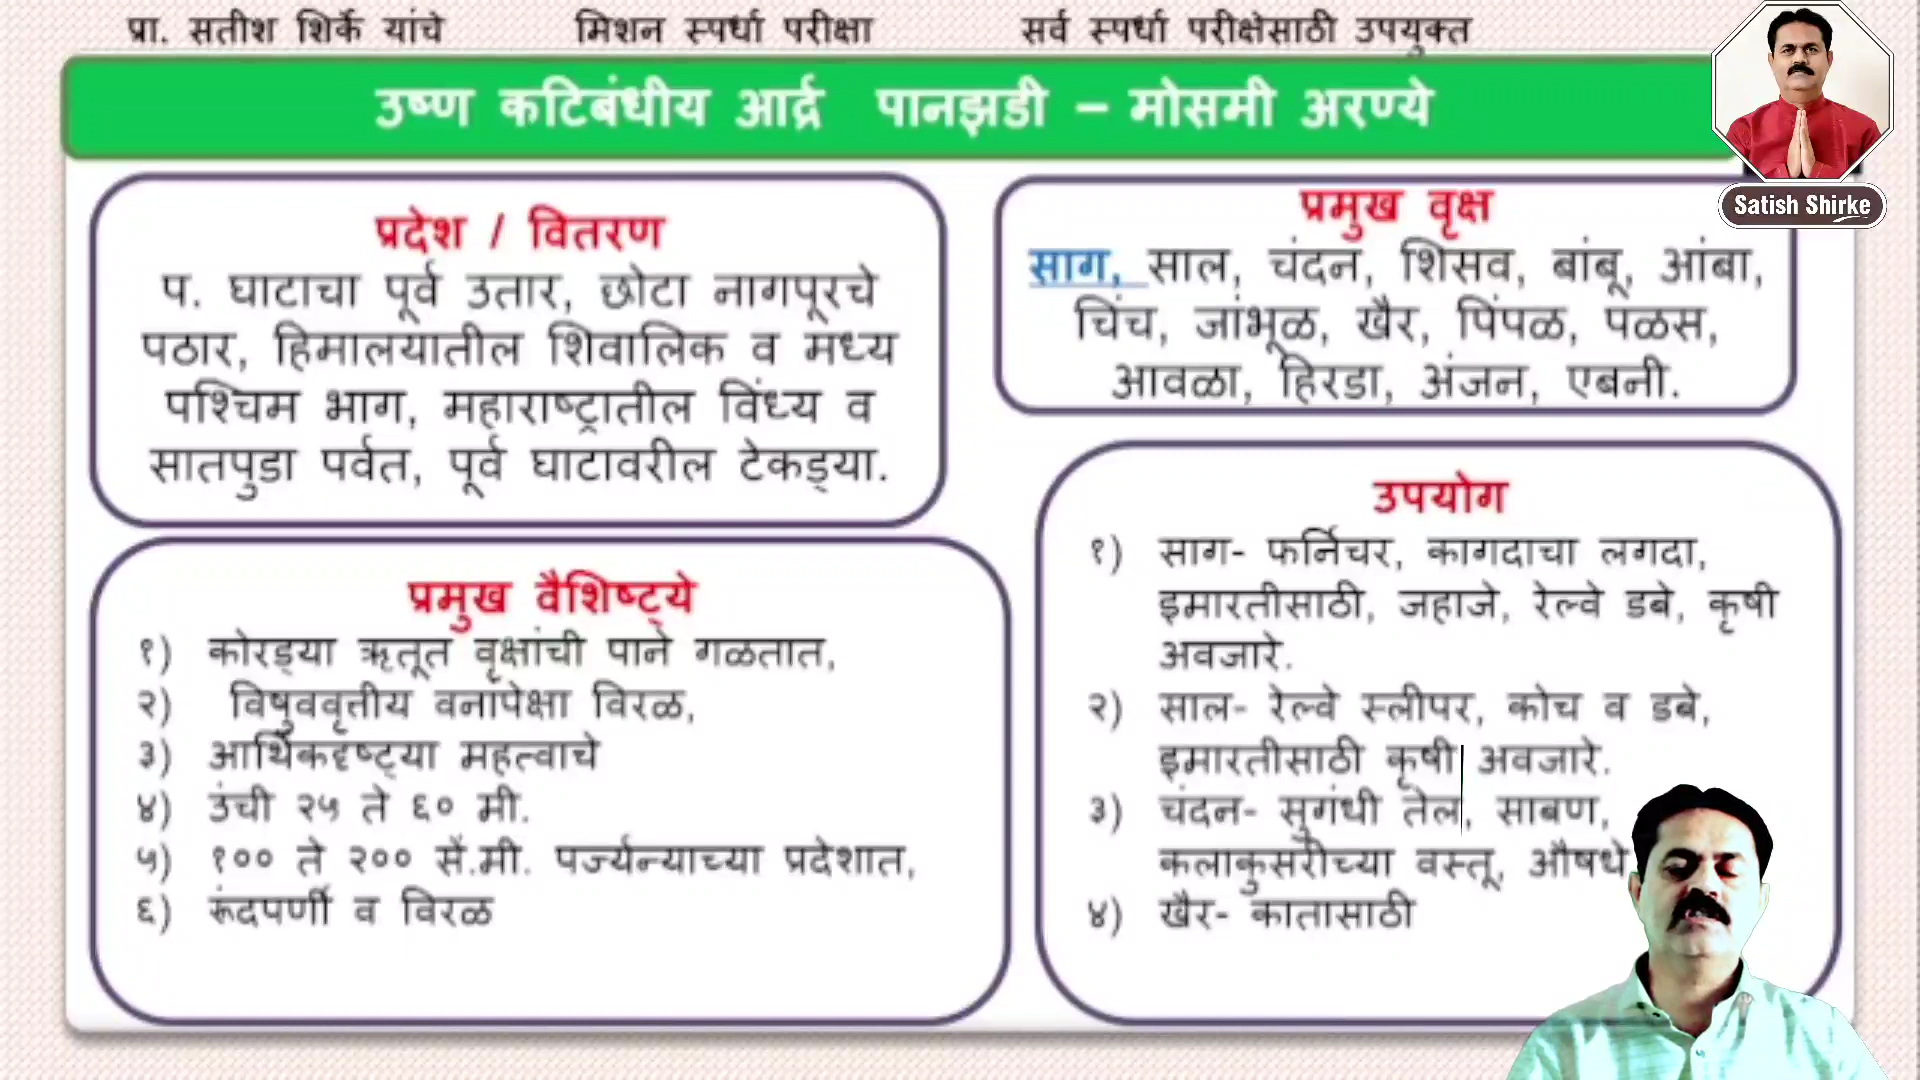 प्रा. सतीश शिर्के यांचे मिशन स्पर्धा परीक्षा सर्व स्पर्धा परीक्षेसाठी उपयुक्त
उष्ण कटिबंधीय आर्द्र पानझडी – मोसमी अरण्ये
Satish Shirke
प्रदेश / वितरण
प. घाटाचा पूर्व उतार, छोटा नागपूरचे
पठार, हिमालयातील शिवालिक व मध्य
पश्चिम भाग, महाराष्ट्रातील विंध्य व
सातपुडा पर्वत, पूर्व घाटावरील टेकड्या.
प्रमुख वृक्ष
साग, साल, चंदन, शिसव, बांबू, आंबा,
चिंच, जांभूळ, खैर, पिंपळ, पळस,
आवळा, हिरडा, अंजन, एबनी.
प्रमुख वैशिष्ट्ये
१) कोरड्या ऋतूत वृक्षांची पाने गळतात,
२) विषुववृत्तीय वनांपेक्षा विरळ,
३) आर्थिकदृष्ट्या महत्वाचे
४) उंची २५ ते ६० मी.
५) १०० ते २०० सें.मी. पर्ज्यन्याच्या प्रदेशात,
६) रूंदपर्णी व विरळ
उपयोग
१) साग- फर्निचर, कागदाचा लगदा,
इमारतीसाठी, जहाजे, रेल्वे डबे, कृषी
अवजारे.
२) साल- रेल्वे स्लीपर, कोच व डबे,
इमारतीसाठी कृषी अवजारे.
३) चंदन- सुगंधी तेल, साबण,
कलाकुसरीच्या वस्तू, औषधे
४) खैर- कातासाठी